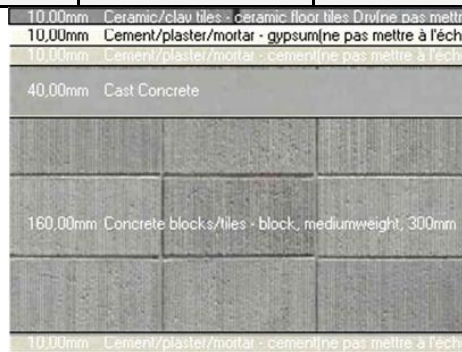 10,00mm Ceramic/clay tiles - ceramic floor tiles Dry(ne pas mettr
10,00mm Cement/plaster/mortar - gypsum(ne pas mettre à l'éch
10,00mm Cement/plaster/mortar - cement(ne pas mettre à l'éch
40,00mm Cast Concrete
160,00mm Concrete blocks/tiles - block, mediumweight, 300mm
10,00mm Cement/plaster/mortar - cement(ne pas mettre à l'éch